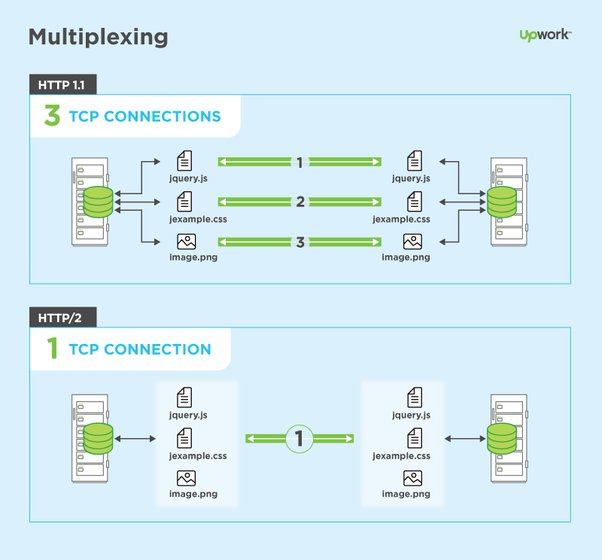 Multiplexing
Upwork™
HTTP 1.1
3 TCP CONNECTIONS
jquery.js 1 jquery.js
jexample.css 2 jexample.css
image.png 3 image.png
HTTP/2
1 TCP CONNECTION
jquery.js jquery.js
1
jexample.css jexample.css
image.png image.png